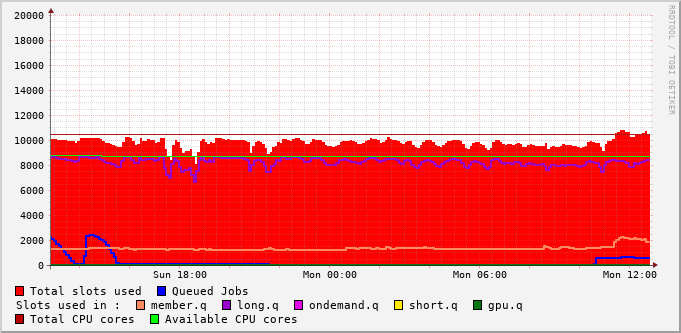 20000
18000
16000
14000
12000
10000
8000
6000
4000
2000
0
Sun 18:00 Mon 00:00 Mon 06:00 Mon 12:00
Total slots used Queued Jobs
Slots used in : member.q long.q ondemand.q short.q gpu.q
Total CPU cores Available CPU cores
RRDTOOL / TOBI OETIKER